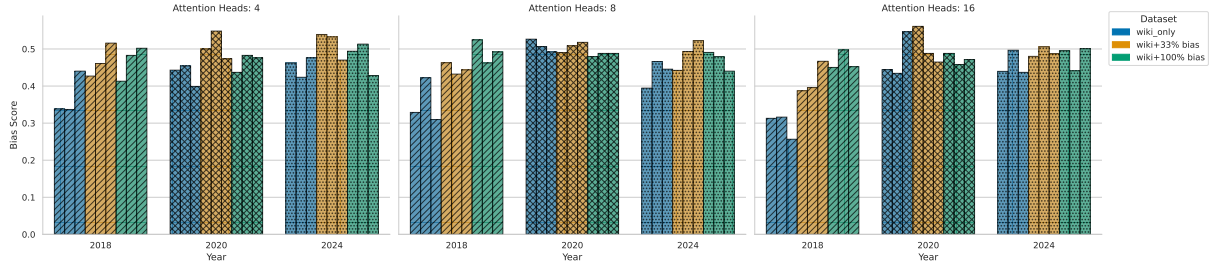 Attention Heads: 4
Attention Heads: 8
Attention Heads: 16
Dataset
wiki_only
wiki+33% bias
wiki+100% bias
Bias Score
0.5
0.4
0.3
0.2
0.1
0.0
2018 2020 2024
2018 2020 2024
2018 2020 2024
Year
Year
Year